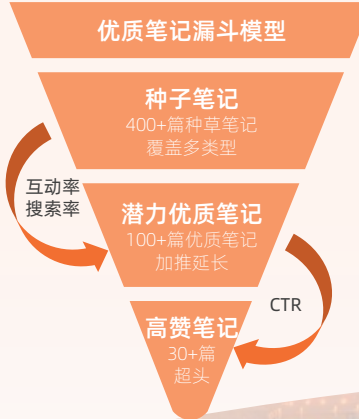 优质笔记漏斗模型
种子笔记
400+篇种草笔记
覆盖多类型
互动率
搜索率
潜力优质笔记
100+篇优质笔记
加推延长
CTR
高赞笔记
30+篇
超头